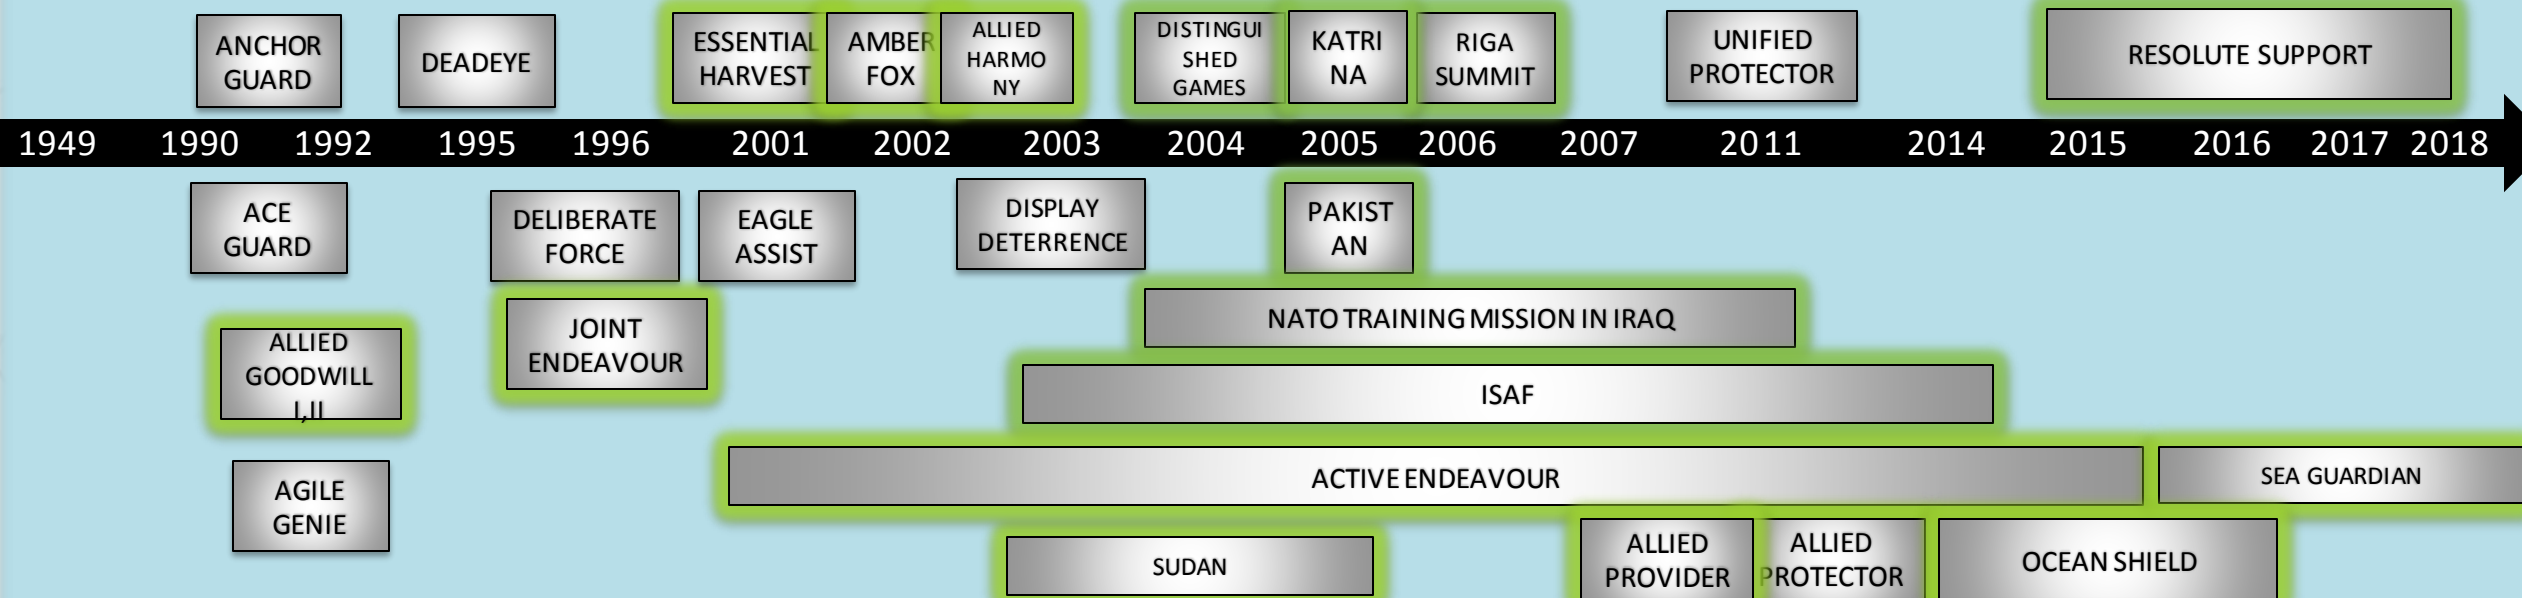 ANCHOR
GUARD
DEADEYE
ESSENTIAL
HARVEST
AMBER
FOX
ALLIED
HARMO
NY
DISTINGUI
SHED
GAMES
KATRI
NA
RIGA
SUMMIT
UNIFIED
PROTECTOR
RESOLUTE SUPPORT
1949 1990 1992 1995 1996 2001 2002 2003 2004 2005 2006 2007 2011 2014 2015 2016 2017 2018
ACE
GUARD
DELIBERATE
FORCE
EAGLE
ASSIST
DISPLAY
DETERRENCE
PAKIST
AN
ALLIED
GOODWILL
I,II
JOINT
ENDEAVOUR
NATO TRAINING MISSION IN IRAQ
ISAF
AGILE
GENIE
ACTIVE ENDEAVOUR
SEA GUARDIAN
SUDAN
ALLIED
PROVIDER
ALLIED
PROTECTOR
OCEAN SHIELD